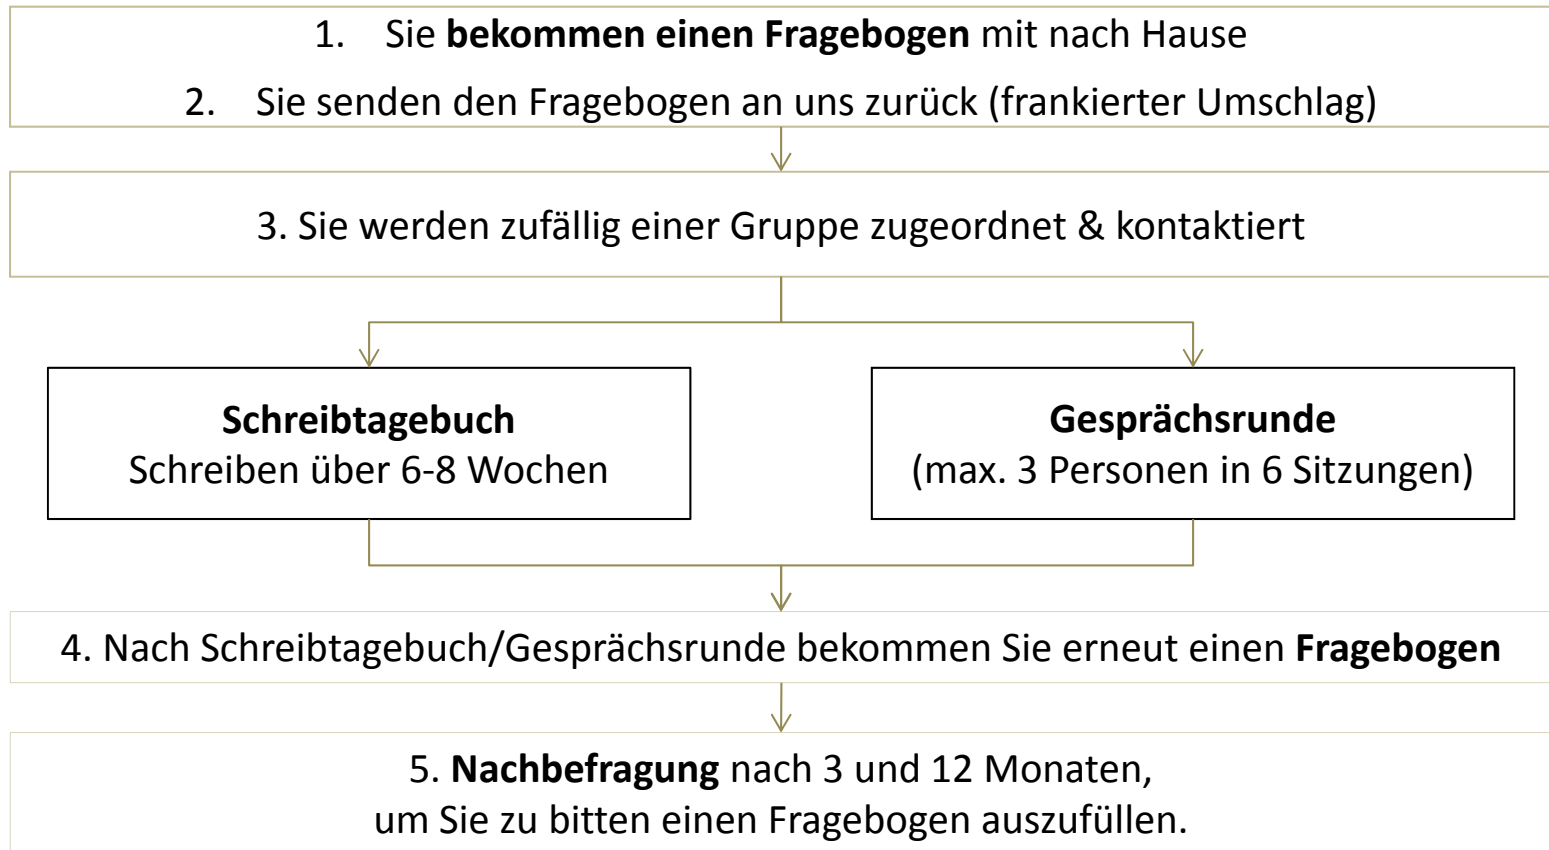 1. Sie bekommen einen Fragebogen mit nach Hause
2. Sie senden den Fragebogen an uns zurück (frankierter Umschlag)
3. Sie werden zufällig einer Gruppe zugeordnet & kontaktiert
Schreibtagebuch
Schreiben über 6-8 Wochen
Gesprächsrunde
(max. 3 Personen in 6 Sitzungen)
4. Nach Schreibtagebuch/Gesprächsrunde bekommen Sie erneut einen Fragebogen
5. Nachbefragung nach 3 und 12 Monaten,
um Sie zu bitten einen Fragebogen auszufüllen.